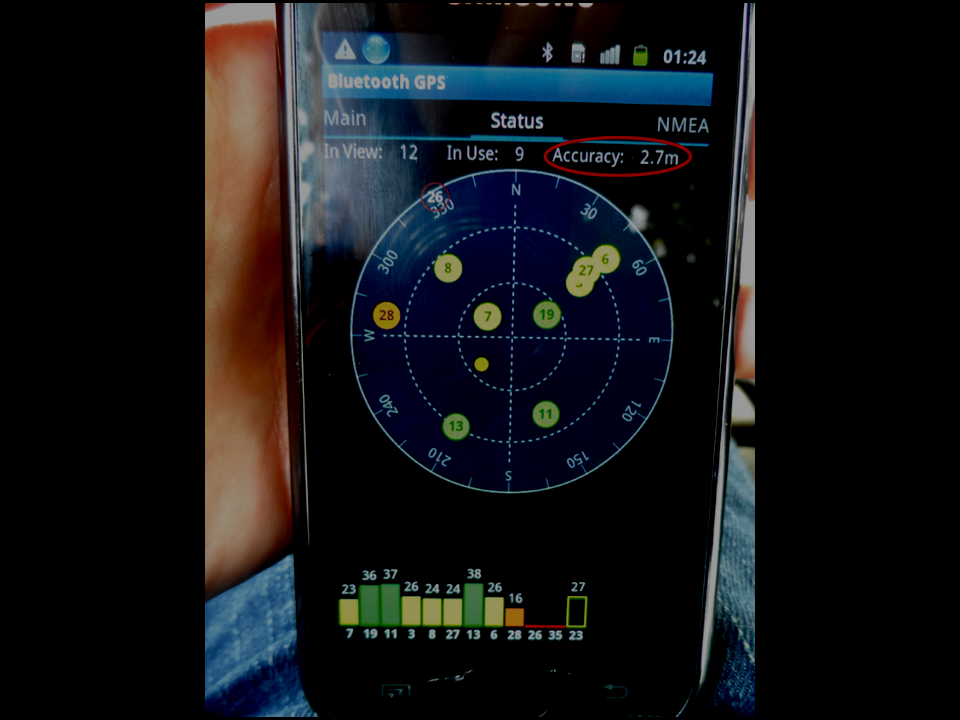 SAMSUNG
01:24
Bluetooth GPS
Main Status NMEA
In View: 12 In Use: 9 Accuracy: 2.7m
N
26
330 30
300 60
8 27 6
3
28 7 19
W E
240 120
13 11
210 150
S
23 36 37 26 24 24 38 26 16 27
7 19 11 3 8 27 13 6 28 26 35 23